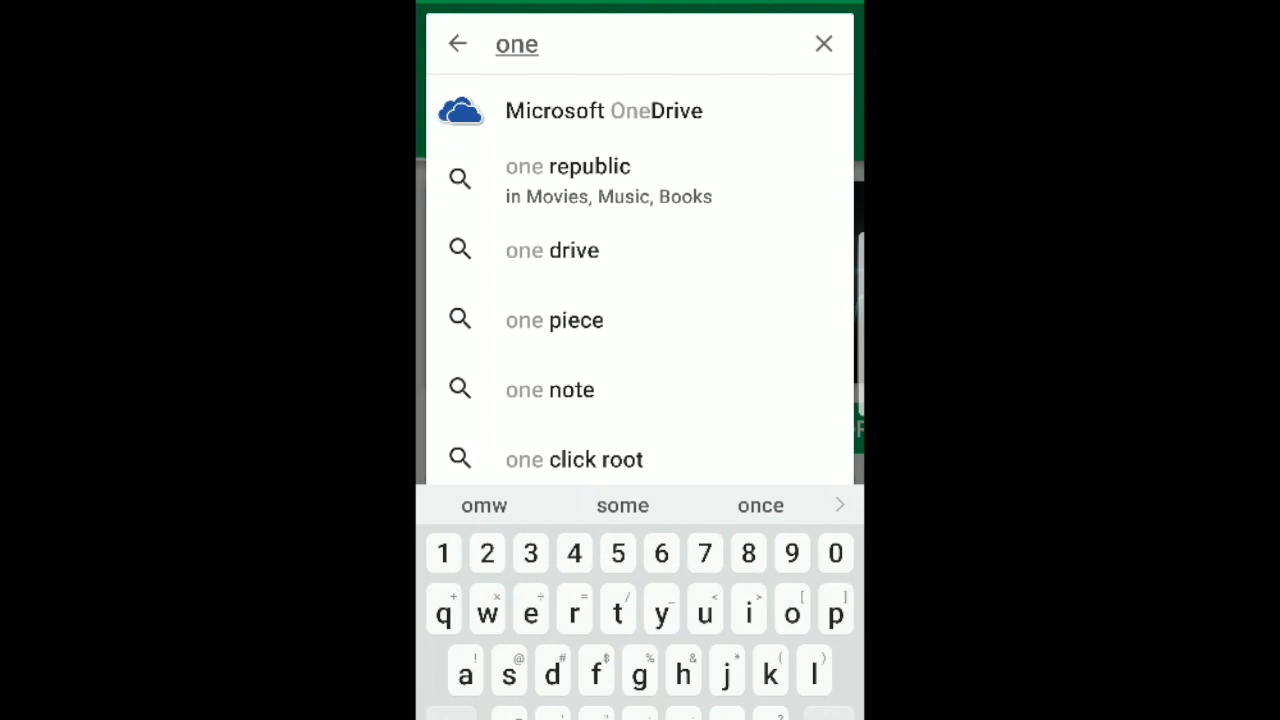 one
Microsoft OneDrive
one republic
in Movies, Music, Books
one drive
one piece
one note
one click root
omw some once
1 2 3 4 5 6 7 8 9 0
+ × ÷ = / _ < > [ ]
q w e r t y u i o p
! @ # $ % & * ( )
a s d f g h j k l